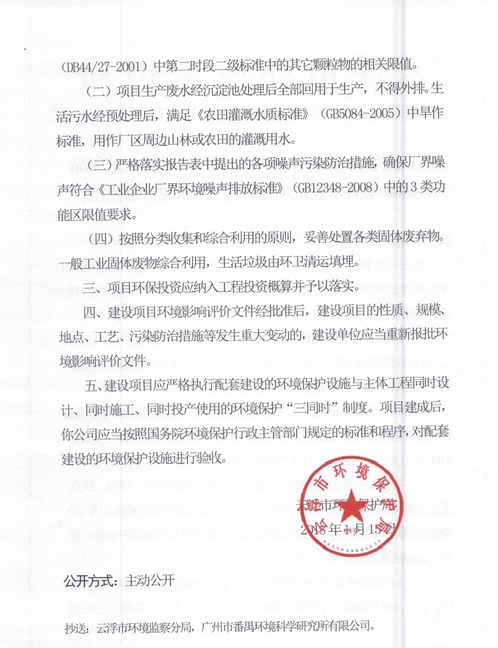 （DB44/27-2001）中第二时段二级标准中的其它颗粒物的相关限值。
（二）项目生产废水经沉淀池处理后全部回用于生产，不得外排。生
活污水经预处理后，满足《农田灌溉水质标准》（GB5084-2005）中旱作
标准，用作厂区周边山林或农田的灌溉用水。
（三）严格落实报告表中提出的各项噪声污染防治措施，确保厂界噪
声符合《工业企业厂界环境噪声排放标准》（GB12348-2008）中的3类功
能区限值要求。
（四）按照分类收集和综合利用的原则，妥善处置各类固体废弃物。
一般工业固体废物综合利用，生活垃圾由环卫清运填埋。
三、项目环保投资应纳入工程投资概算并予以落实。
四、建设项目环境影响评价文件经批准后，建设项目的性质、规模、
地点、工艺、污染防治措施等发生重大变动的，建设单位应当重新报批环
境影响评价文件。
五、建设项目应严格执行配套建设的环境保护设施与主体工程同时设
计、同时施工、同时投产使用的环境保护“三同时”制度。项目建成后，
你公司应当按照国务院环境保护行政主管部门规定的标准和程序，对配套
建设的环境保护设施进行验收。
云浮市环境保护局
云浮市环境保护局
2018年1月15日
公开方式：主动公开
抄送：云浮市环境监察分局，广州市番禺环境科学研究所有限公司。